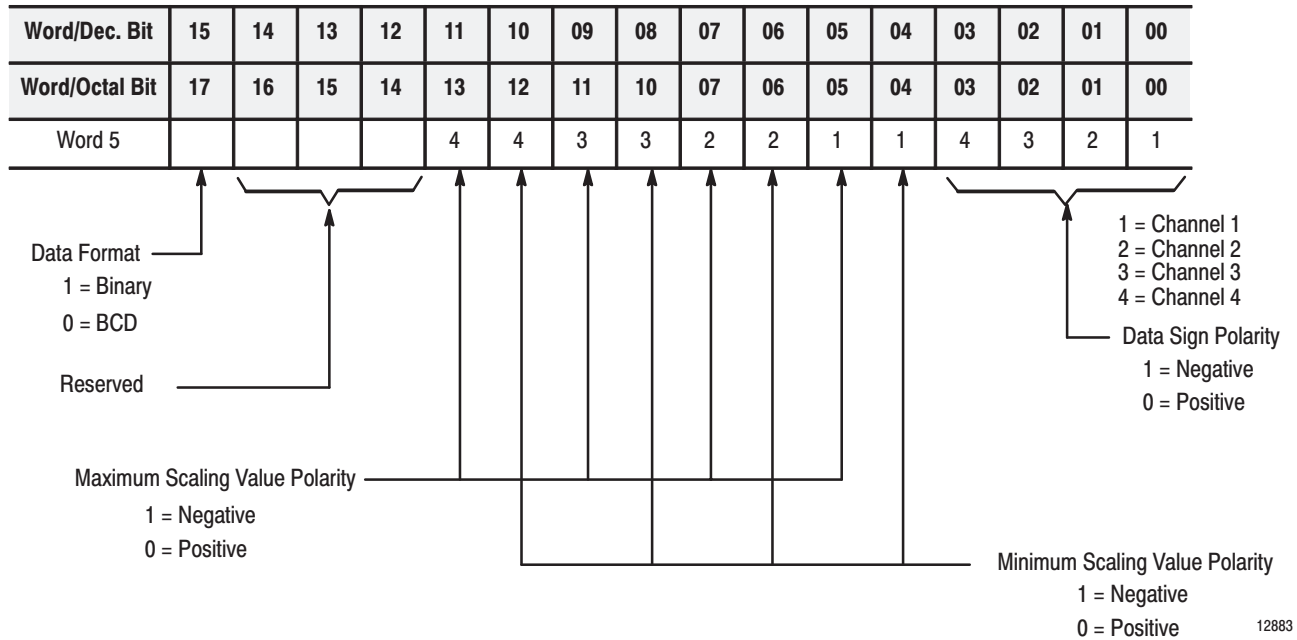 Word/Dec. Bit 15 14 13 12 11 10 09 08 07 06 05 04 03 02 01 00
Word/Octal Bit 17 16 15 14 13 12 11 10 07 06 05 04 03 02 01 00
Word 5 4 4 3 3 2 2 1 1 4 3 2 1
Data Format
1 = Binary
0 = BCD
Reserved
1 = Channel 1
2 = Channel 2
3 = Channel 3
4 = Channel 4
Data Sign Polarity
1 = Negative
0 = Positive
Maximum Scaling Value Polarity
1 = Negative
0 = Positive
Minimum Scaling Value Polarity
1 = Negative
0 = Positive
12883